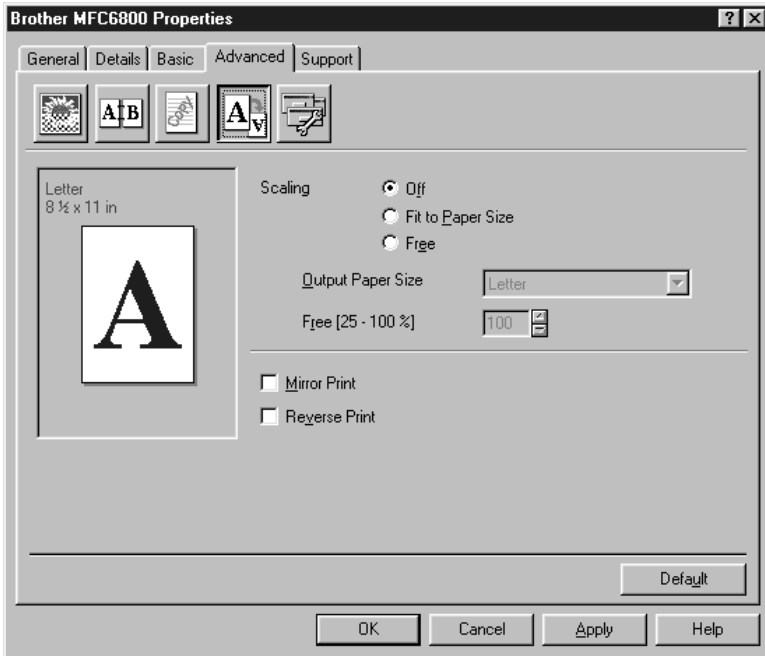 Brother MFC6800 Properties
General Details Basic Advanced Support
A B COPY A A
Letter
8 ½ x 11 in
A
Scaling Off
Fit to Paper Size
Free
Output Paper Size Letter
Free [25 - 100 %] 100
Mirror Print
Reverse Print
Default
OK Cancel Apply Help